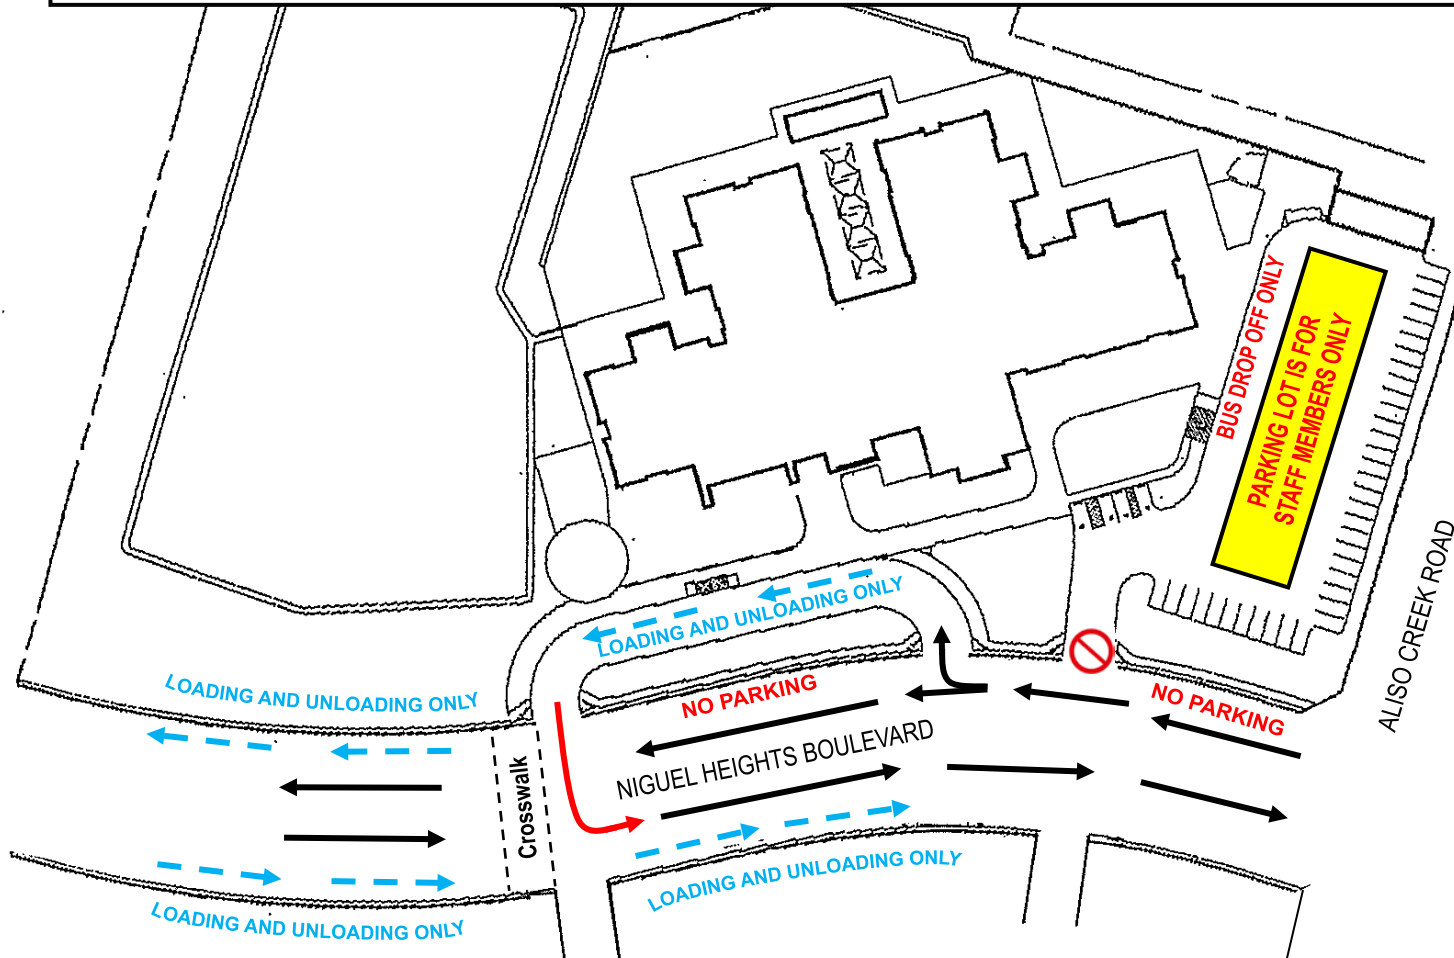 BUS DROP OFF ONLY
PARKING LOT IS FOR
STAFF MEMBERS ONLY
ALISO CREEK ROAD
LOADING AND UNLOADING ONLY
LOADING AND UNLOADING ONLY
NO PARKING
NO PARKING
NIGUEL HEIGHTS BOULEVARD
Crosswalk
LOADING AND UNLOADING ONLY
LOADING AND UNLOADING ONLY